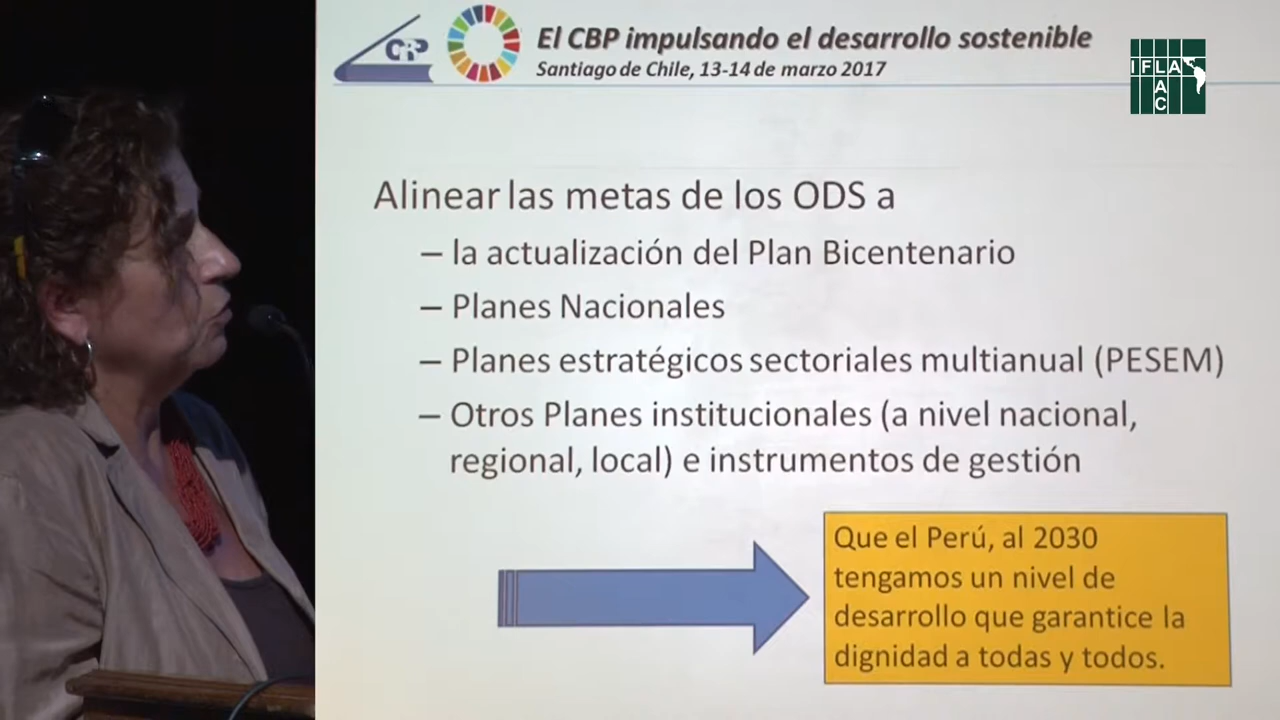 CBP
El CBP impulsando el desarrollo sostenible
Santiago de Chile, 13-14 de marzo 2017
IFLA
LAC
Alinear las metas de los ODS a
– la actualización del Plan Bicentenario
– Planes Nacionales
– Planes estratégicos sectoriales multianual (PESEM)
– Otros Planes institucionales (a nivel nacional,
regional, local) e instrumentos de gestión
Que el Perú, al 2030
tengamos un nivel de
desarrollo que garantice la
dignidad a todas y todos.